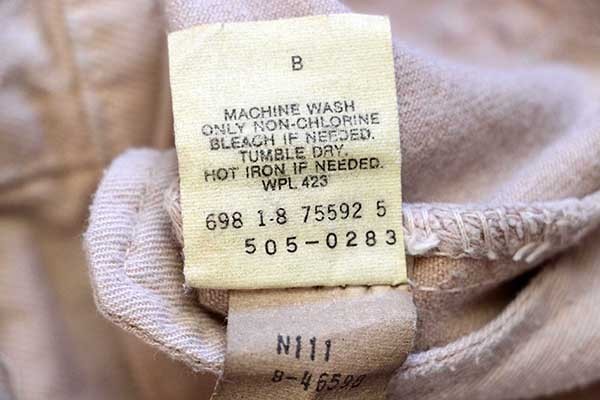 B
MACHINE WASH
ONLY NON-CHLORINE
BLEACH IF NEEDED.
TUMBLE DRY.
HOT IRON IF NEEDED.
WPL 423
698 1-8 75592 5
505-0283
N111